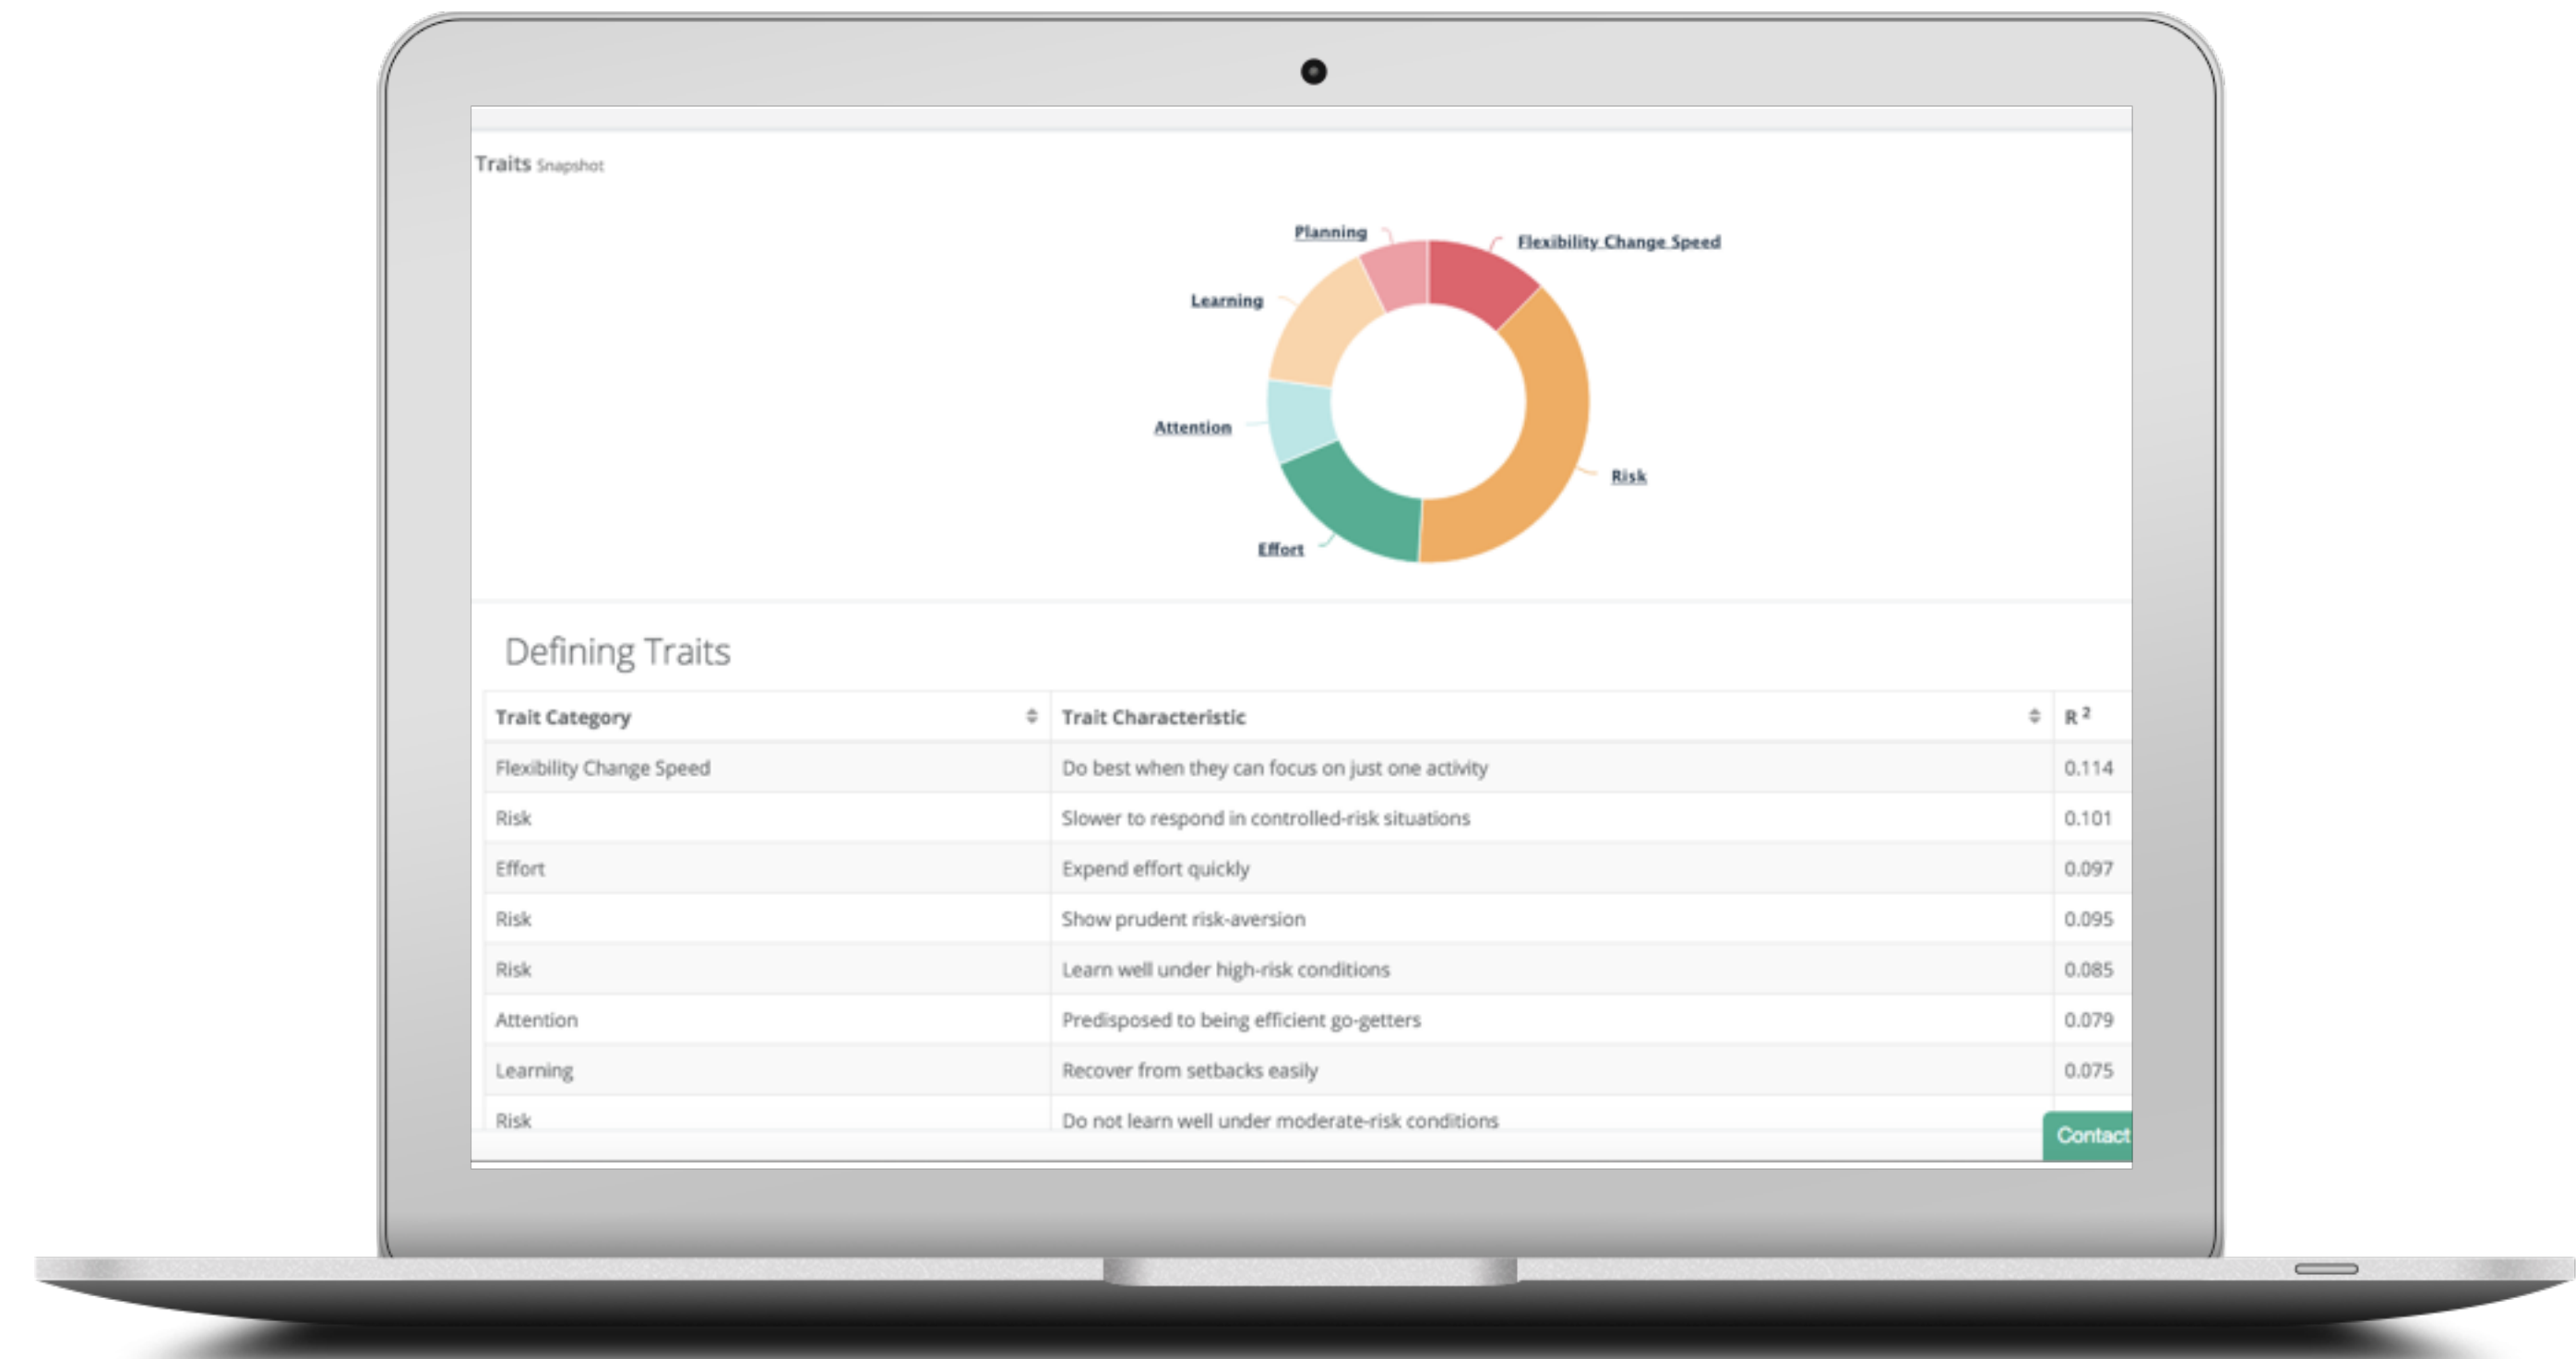 Traits Snapshot
Planning
Flexibility Change Speed
Learning
Attention
Risk
Effort
Defining Traits
Trait Category Trait Characteristic R 2
Flexibility Change Speed Do best when they can focus on just one activity 0.114
Risk Slower to respond in controlled-risk situations 0.101
Effort Expend effort quickly 0.097
Risk Show prudent risk-aversion 0.095
Risk Learn well under high-risk conditions 0.085
Attention Predisposed to being efficient go-getters 0.079
Learning Recover from setbacks easily 0.075
Risk Do not learn well under moderate-risk conditions
Contact